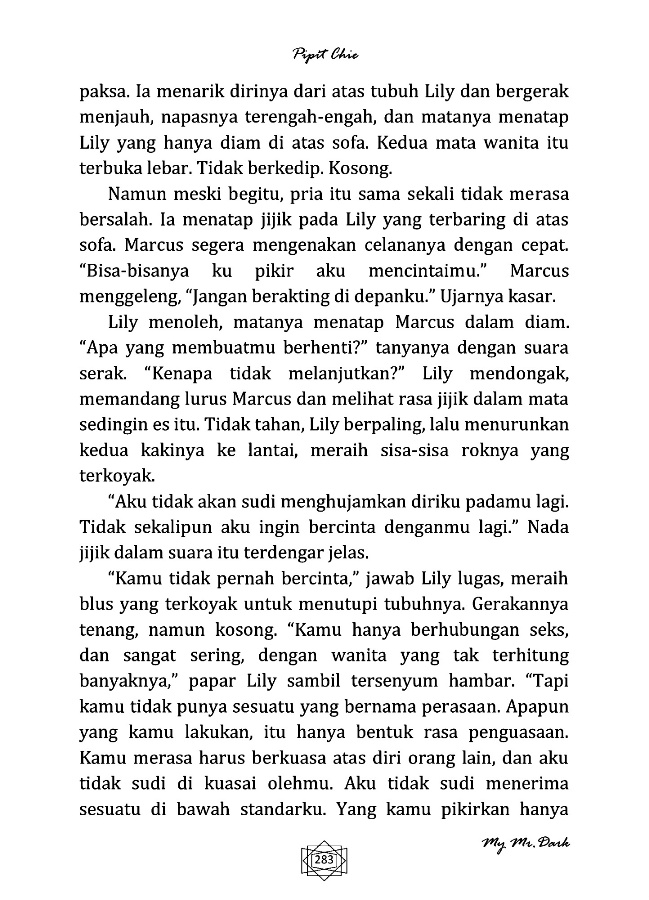 Pipit Chie
paksa. Ia menarik dirinya dari atas tubuh Lily dan bergerak
menjauh, napasnya terengah-engah, dan matanya menatap
Lily yang hanya diam di atas sofa. Kedua mata wanita itu
terbuka lebar. Tidak berkedip. Kosong.
Namun meski begitu, pria itu sama sekali tidak merasa
bersalah. Ia menatap jijik pada Lily yang terbaring di atas
sofa. Marcus segera mengenakan celananya dengan cepat.
“Bisa-bisanya ku pikir aku mencintaimu.” Marcus
menggeleng, “Jangan berakting di depanku.” Ujarnya kasar.
Lily menoleh, matanya menatap Marcus dalam diam.
“Apa yang membuatmu berhenti?” tanyanya dengan suara
serak. “Kenapa tidak melanjutkan?” Lily mendongak,
memandang lurus Marcus dan melihat rasa jijik dalam mata
sedingin es itu. Tidak tahan, Lily berpaling, lalu menurunkan
kedua kakinya ke lantai, meraih sisa-sisa roknya yang
terkoyak.
“Aku tidak akan sudi menghujamkan diriku padamu lagi.
Tidak sekalipun aku ingin bercinta denganmu lagi.” Nada
jijik dalam suara itu terdengar jelas.
“Kamu tidak pernah bercinta,” jawab Lily lugas, meraih
blus yang terkoyak untuk menutupi tubuhnya. Gerakannya
tenang, namun kosong. “Kamu hanya berhubungan seks,
dan sangat sering, dengan wanita yang tak terhitung
banyaknya,” papar Lily sambil tersenyum hambar. “Tapi
kamu tidak punya sesuatu yang bernama perasaan. Apapun
yang kamu lakukan, itu hanya bentuk rasa penguasaan.
Kamu merasa harus berkuasa atas diri orang lain, dan aku
tidak sudi di kuasai olehmu. Aku tidak sudi menerima
sesuatu di bawah standarku. Yang kamu pikirkan hanya
My Mr. Dark
283